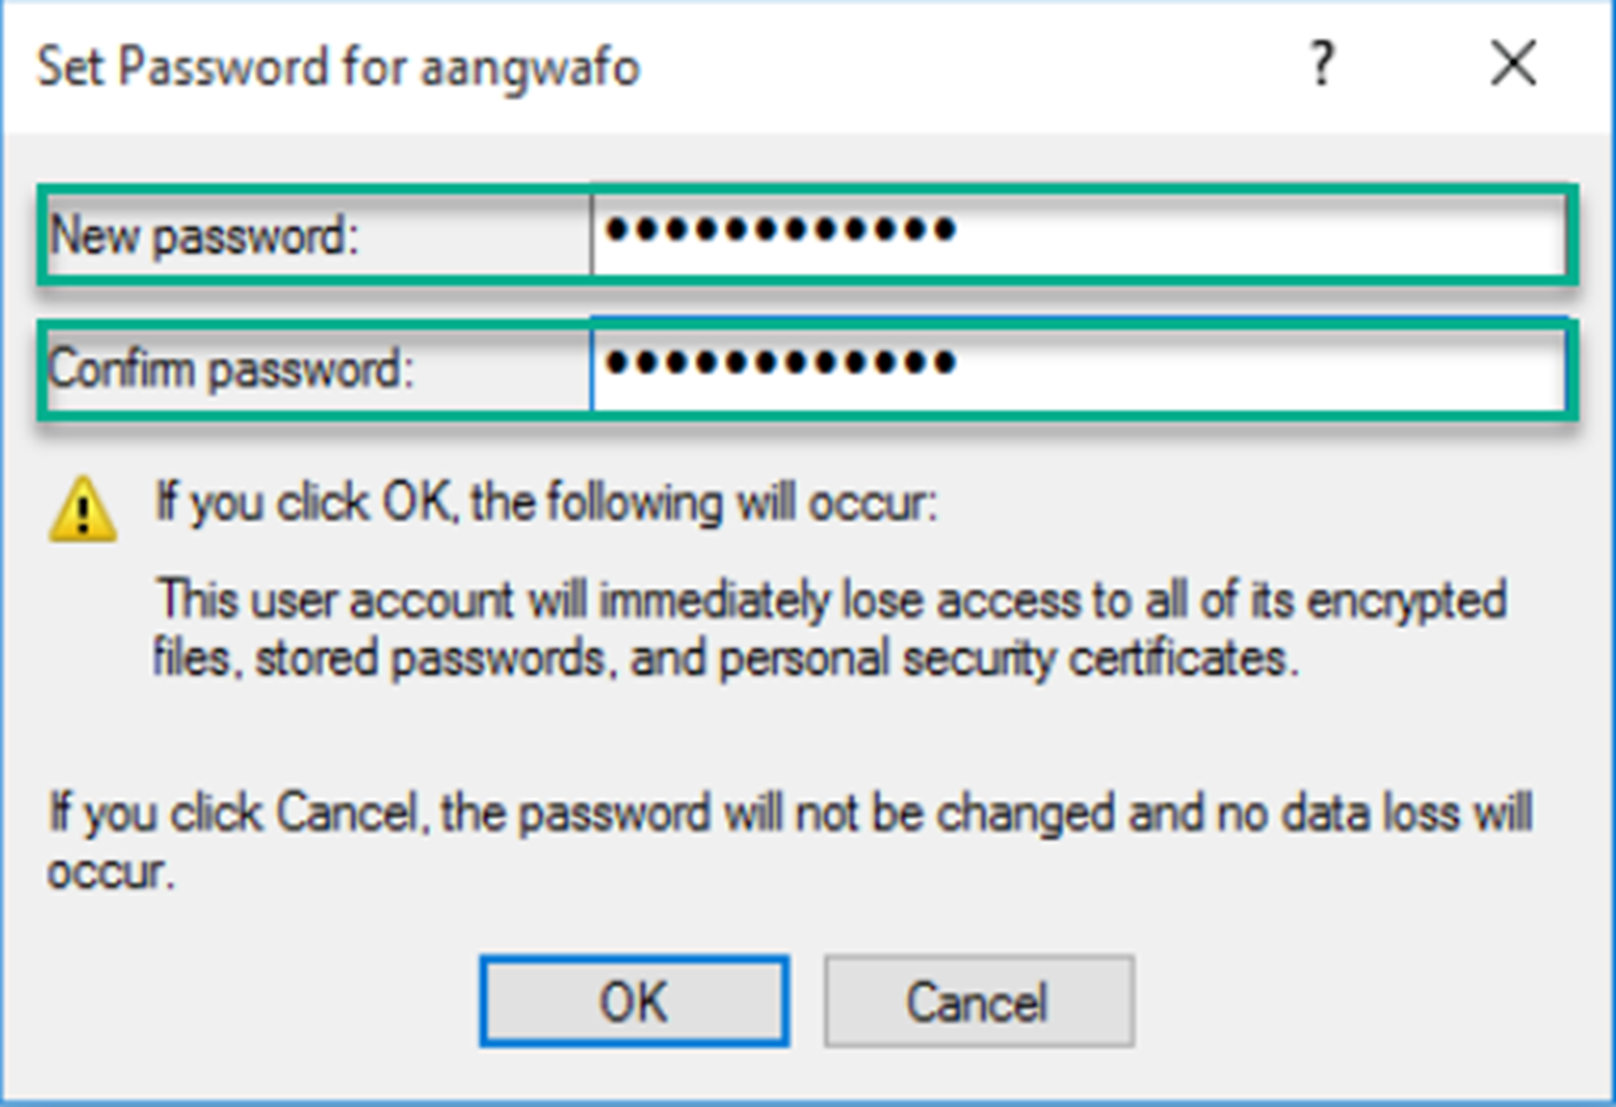 Set Password for aangwafo
?
New password: ••••••••••••
Confirm password: ••••••••••••
If you click OK, the following will occur:
This user account will immediately lose access to all of its encrypted
files, stored passwords, and personal security certificates.
If you click Cancel, the password will not be changed and no data loss will
occur.
OK Cancel